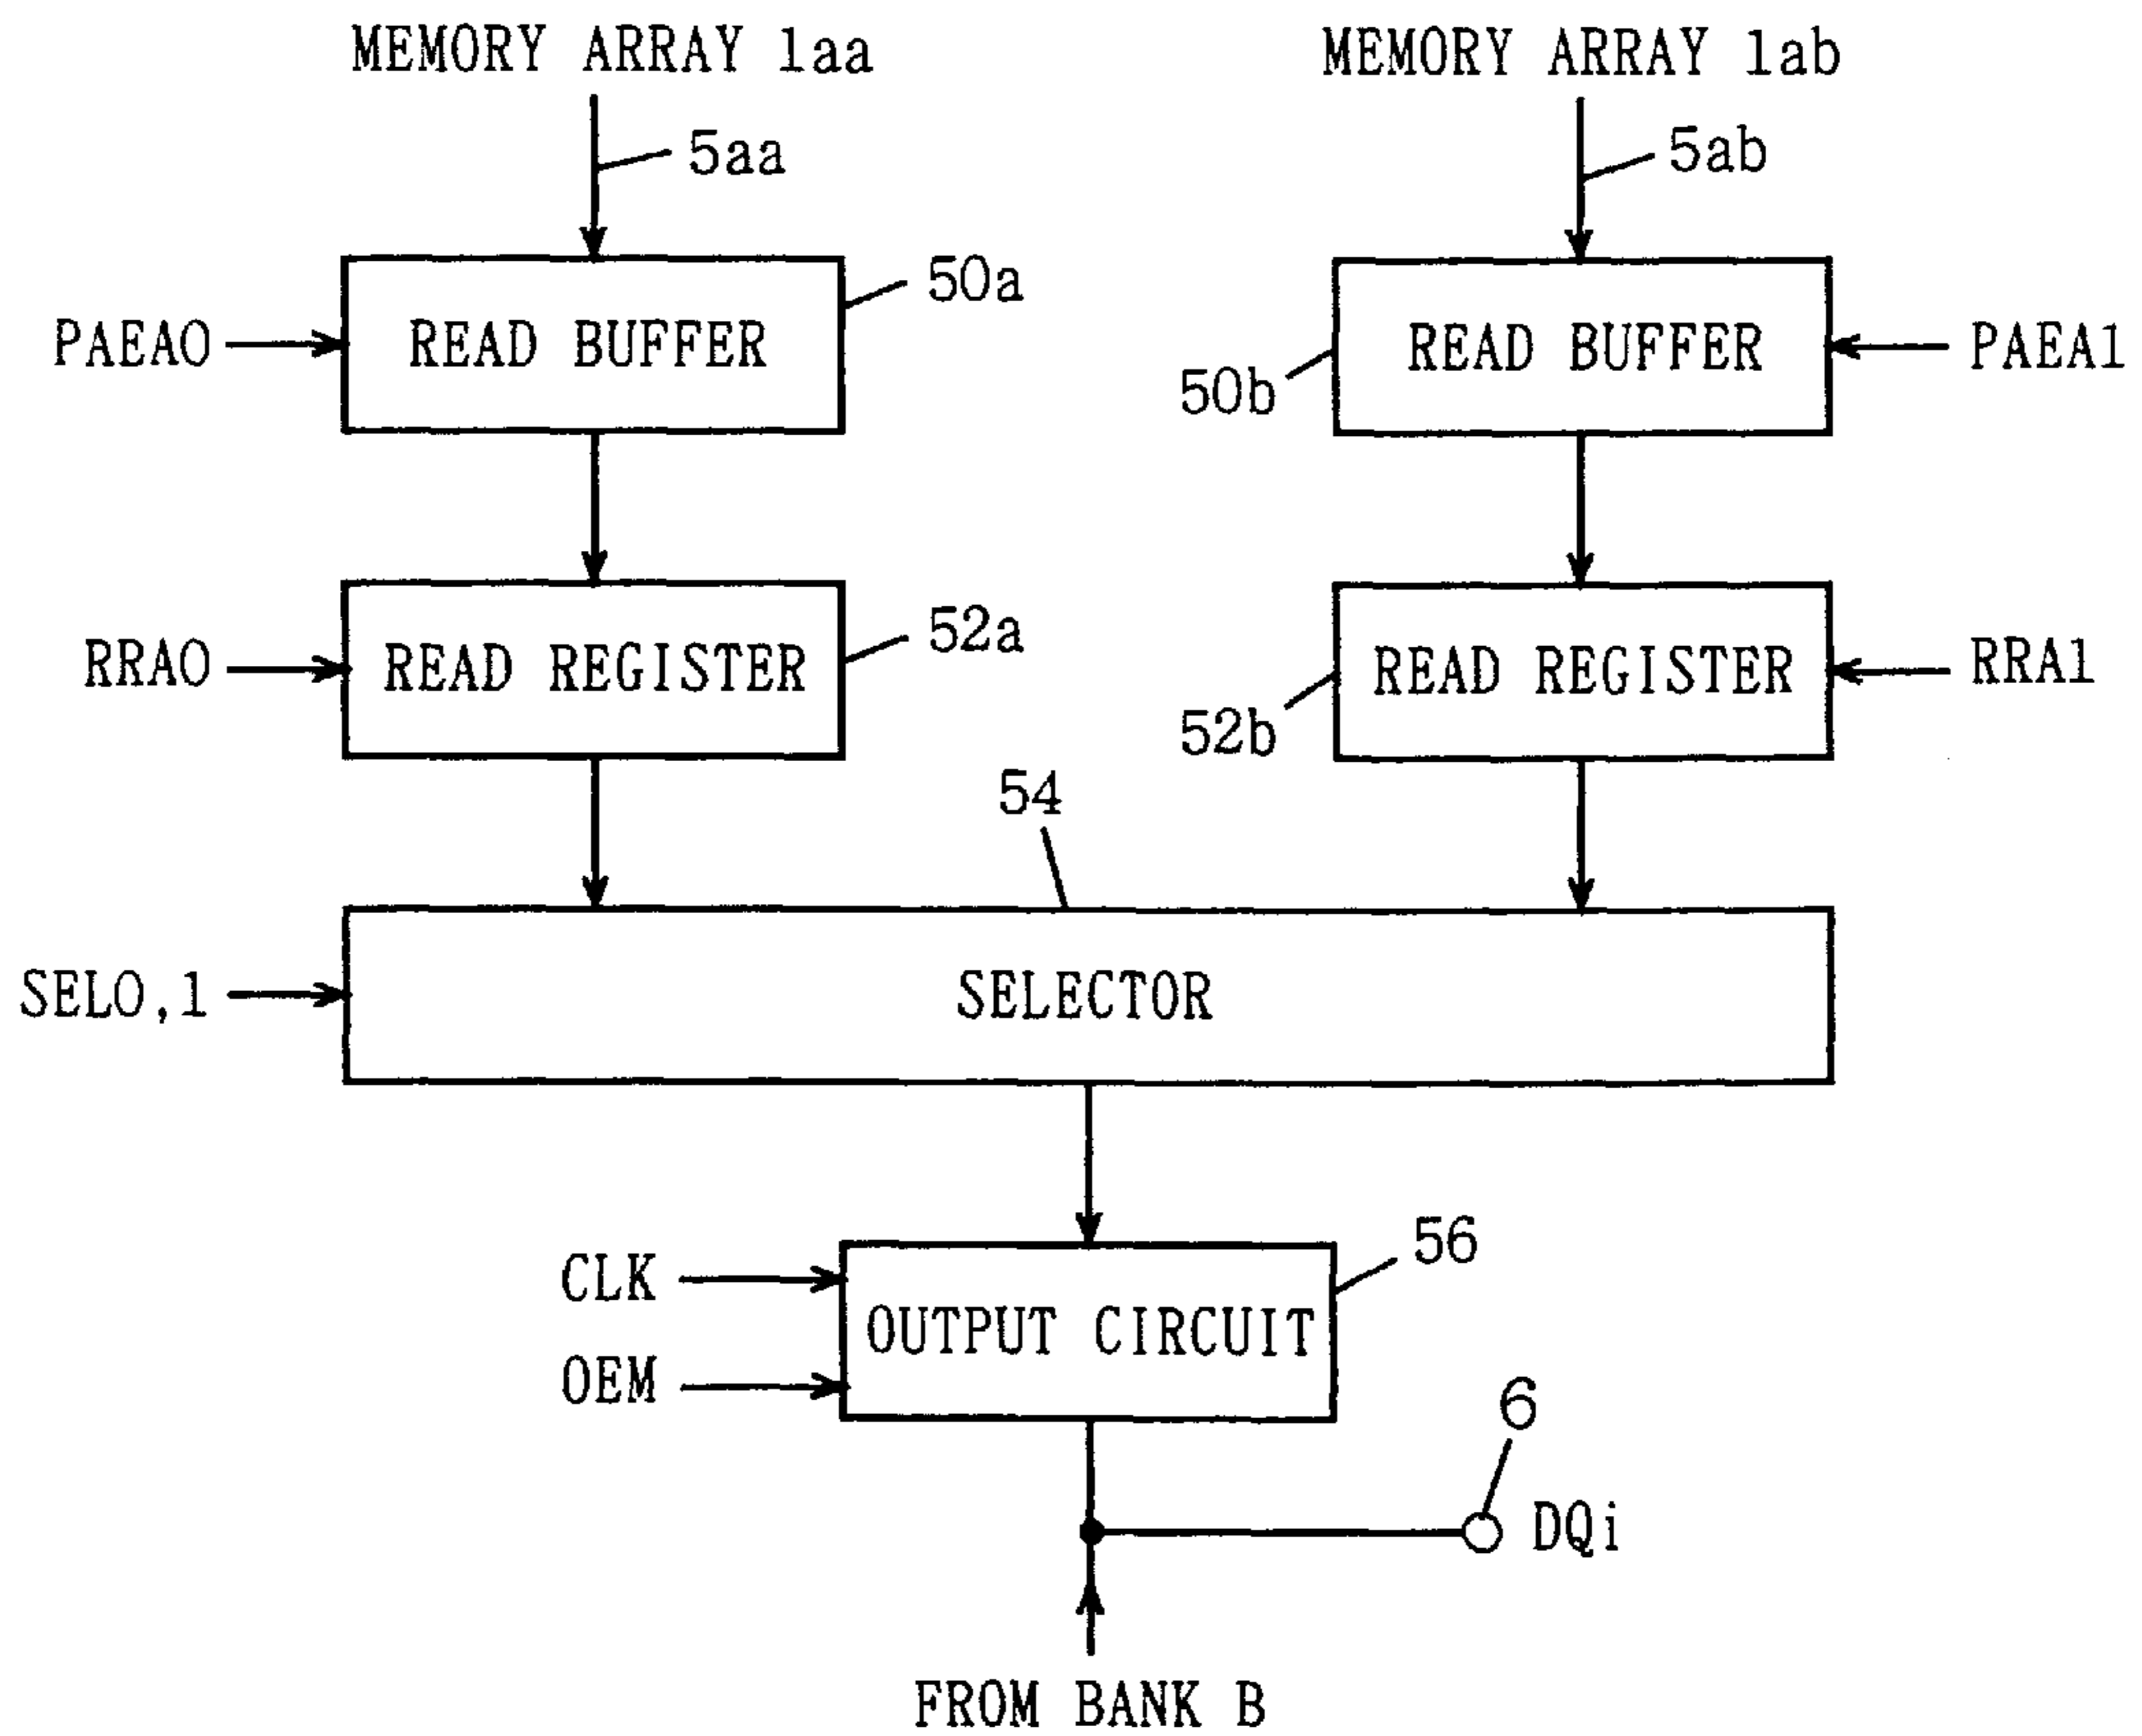 MEMORY ARRAY 1aa
MEMORY ARRAY 1ab
5aa
5ab
50a
PAEA0
READ BUFFER
READ BUFFER
PAEA1
50b
52a
RRA0
READ REGISTER
READ REGISTER
RRA1
52b
54
SEL0,1
SELECTOR
56
CLK
OUTPUT CIRCUIT
OEM
6
DQi
FROM BANK B